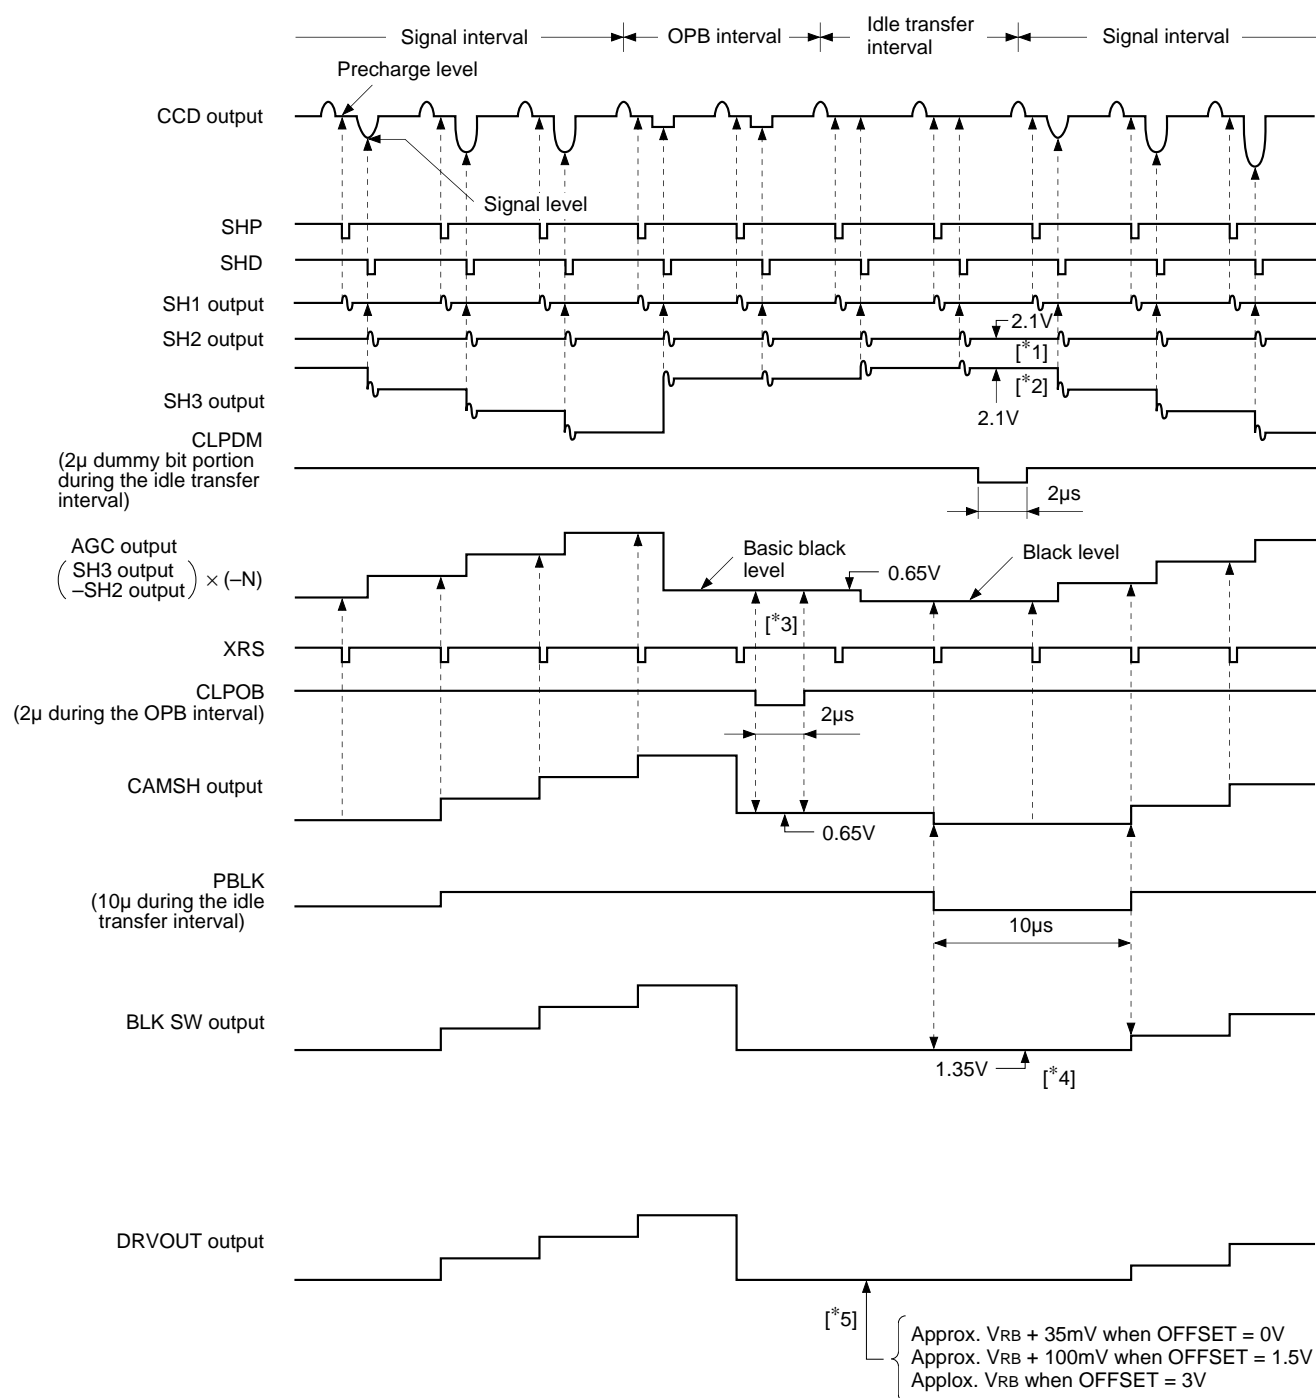 Signal interval
OPB interval
Idle transfer
interval
Signal interval
Precharge level
CCD output
Signal level
SHP
SHD
SH1 output
2.1V
SH2 output
[*1]
[*2]
SH3 output
2.1V
CLPDM
(2µ dummy bit portion
during the idle transfer
interval)
2µs
AGC output
Basic black
level
Black level
( SH3 output
–SH2 output ) × (–N)
0.65V
[*3]
XRS
CLPOB
(2µ during the OPB interval)
2µs
CAMSH output
0.65V
PBLK
(10µ during the idle
transfer interval)
10µs
BLK SW output
1.35V
[*4]
DRVOUT output
[*5]
Approx. VRB + 35mV when OFFSET = 0V
Approx. VRB + 100mV when OFFSET = 1.5V
Applox. VRB when OFFSET = 3V